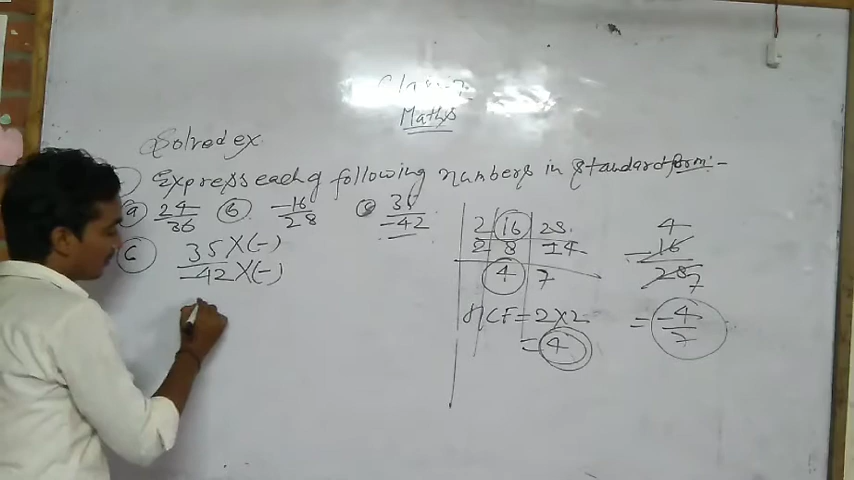 Maths
Solved ex.
Express each of following numbers in standard form:-
(a) 24/36 (b) -16/28 (c) 35/-42
(c) 35×(-)
-42×(-)
2 16 28
2 8 14
4 7
HCF = 2×2
= 4
4
-16
28
7
= -4/7